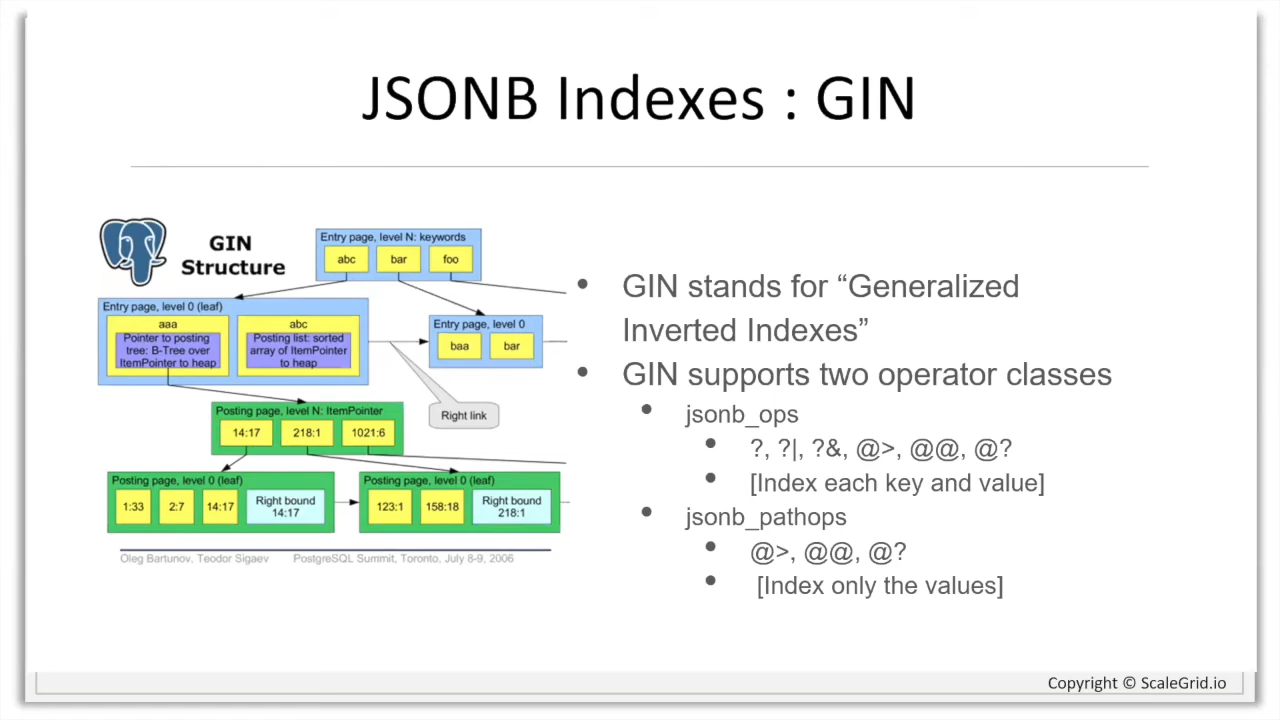 JSONB Indexes : GIN
GIN
Structure
Entry page, level N: keywords
abc bar foo
Entry page, level 0 (leaf)
aaa
Pointer to posting
tree: B-Tree over
ItemPointer to heap
abc
Posting list: sorted
array of ItemPointer
to heap
Entry page, level 0
baa bar
Right link
Posting page, level N: ItemPointer
14:17 218:1 1021:6
Posting page, level 0 (leaf)
1:33 2:7 14:17
Right bound
14:17
Posting page, level 0 (leaf)
123:1 158:18
Right bound
218:1
Oleg Bartunov, Teodor Sigaev PostgreSQL Summit, Toronto, July 8-9, 2006
• GIN stands for “Generalized
Inverted Indexes”
• GIN supports two operator classes
• jsonb_ops
• ?, ?|, ?&, @>, @@, @?
• [Index each key and value]
• jsonb_pathops
• @>, @@, @?
• [Index only the values]
Copyright © ScaleGrid.io